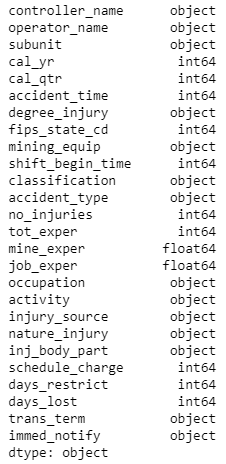 controller_name object
operator_name object
subunit object
cal_yr int64
cal_qtr int64
accident_time int64
degree_injury object
fips_state_cd int64
mining_equip object
shift_begin_time int64
classification object
accident_type object
no_injuries int64
tot_exper int64
mine_exper float64
job_exper float64
occupation object
activity object
injury_source object
nature_injury object
inj_body_part object
schedule_charge int64
days_restrict int64
days_lost int64
trans_term object
immed_notify object
dtype: object